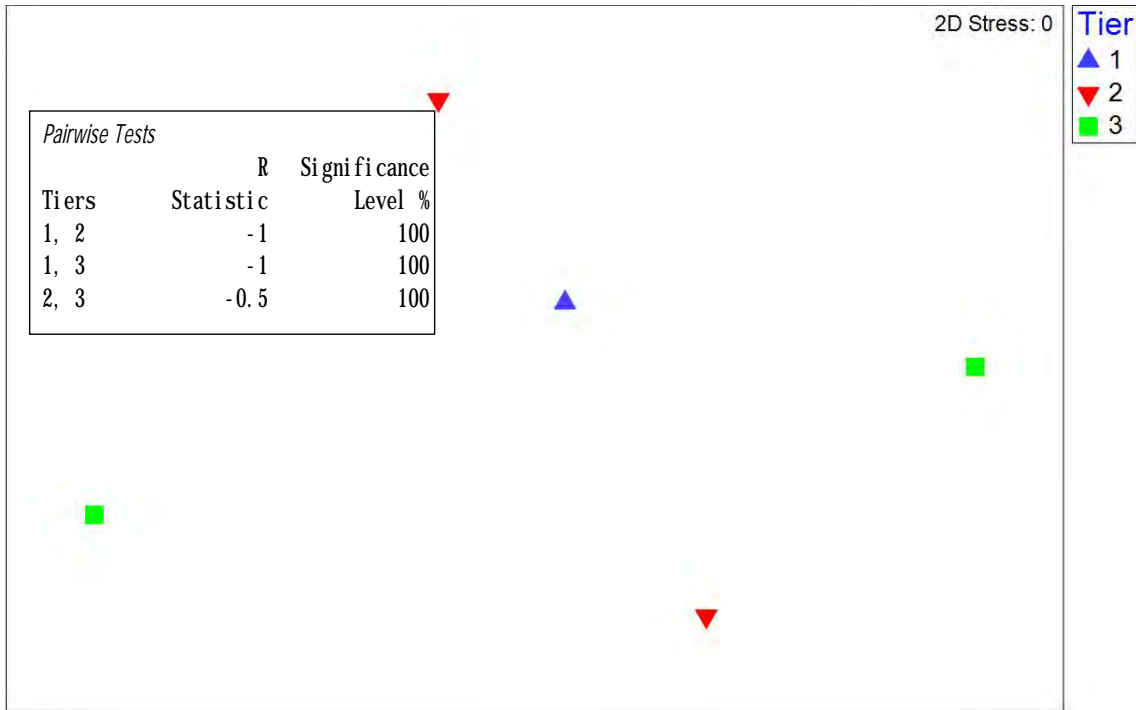 2D Stress: 0
Tier
1
2
3
Pairwise Tests
R Significance
Tiers Statistic Level %
1, 2 -1 100
1, 3 -1 100
2, 3 -0.5 100